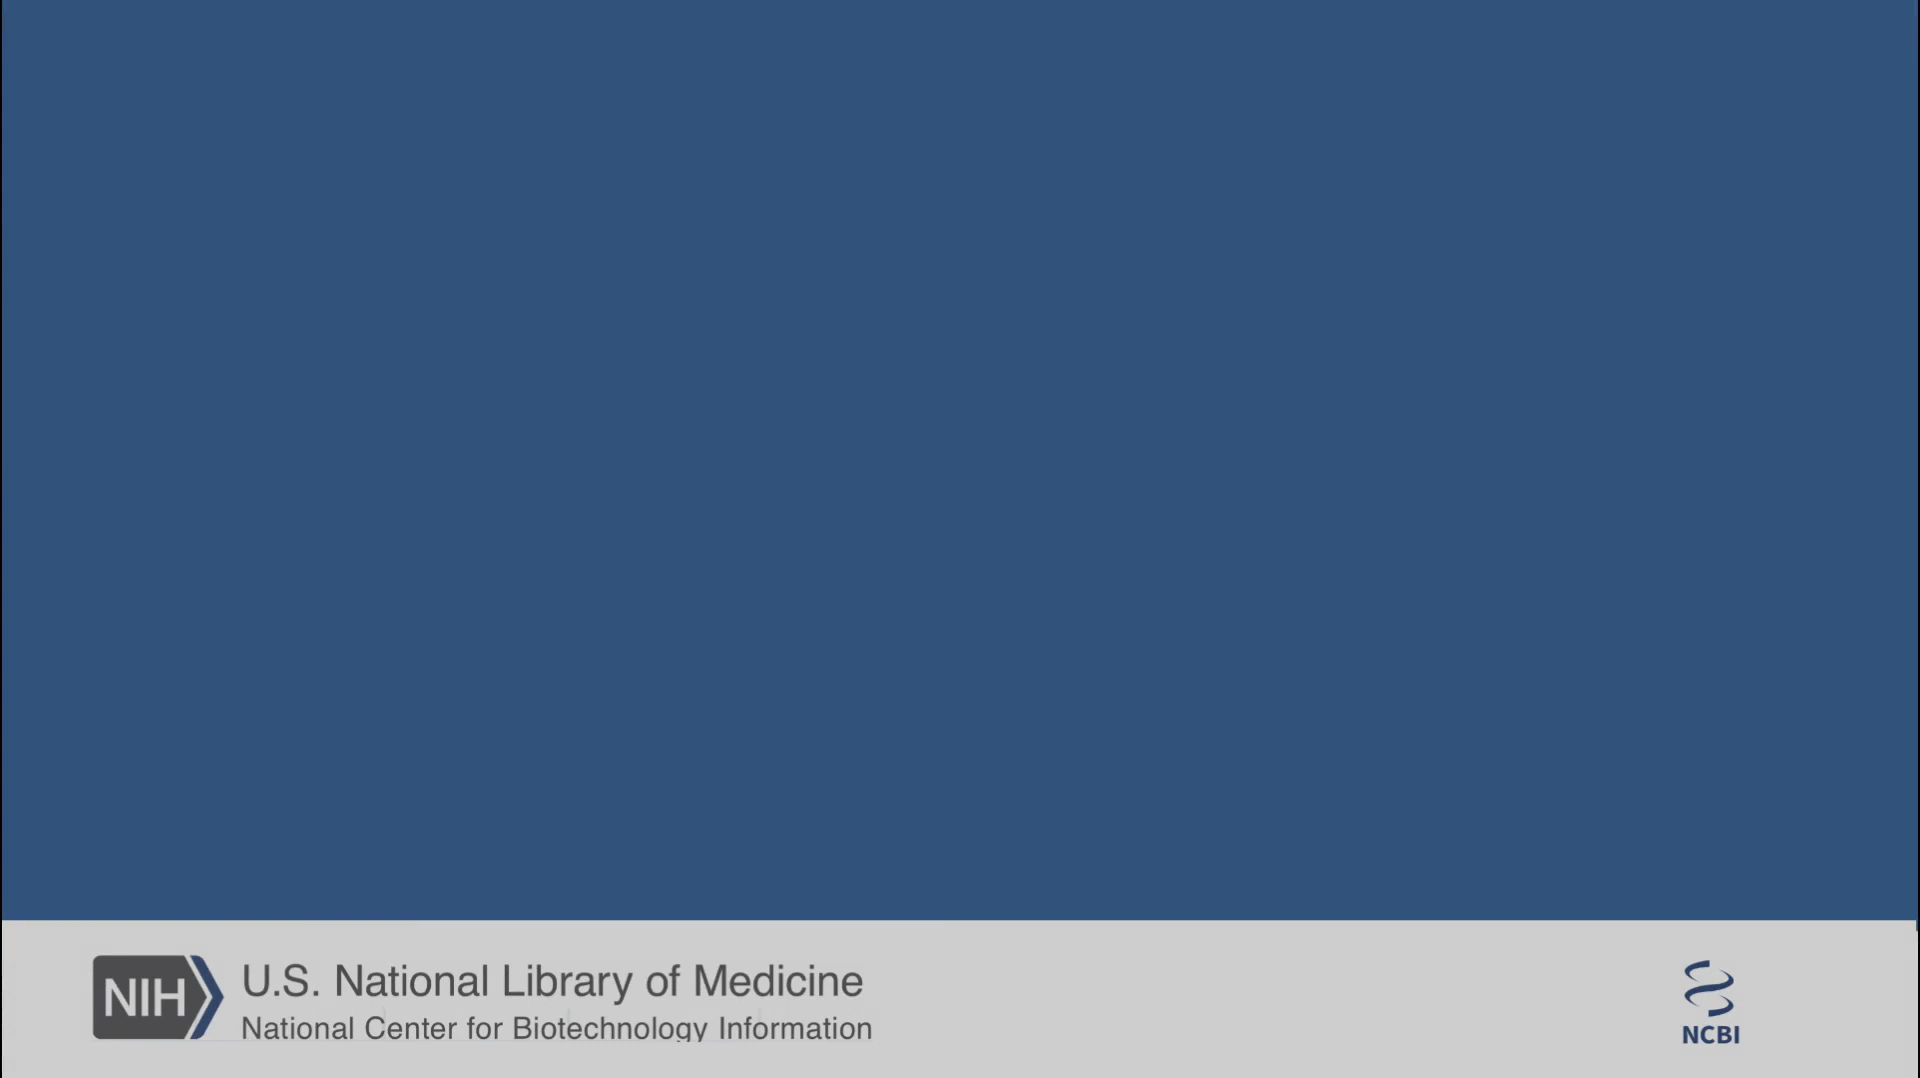 NIH
U.S. National Library of Medicine
National Center for Biotechnology Information
NCBI